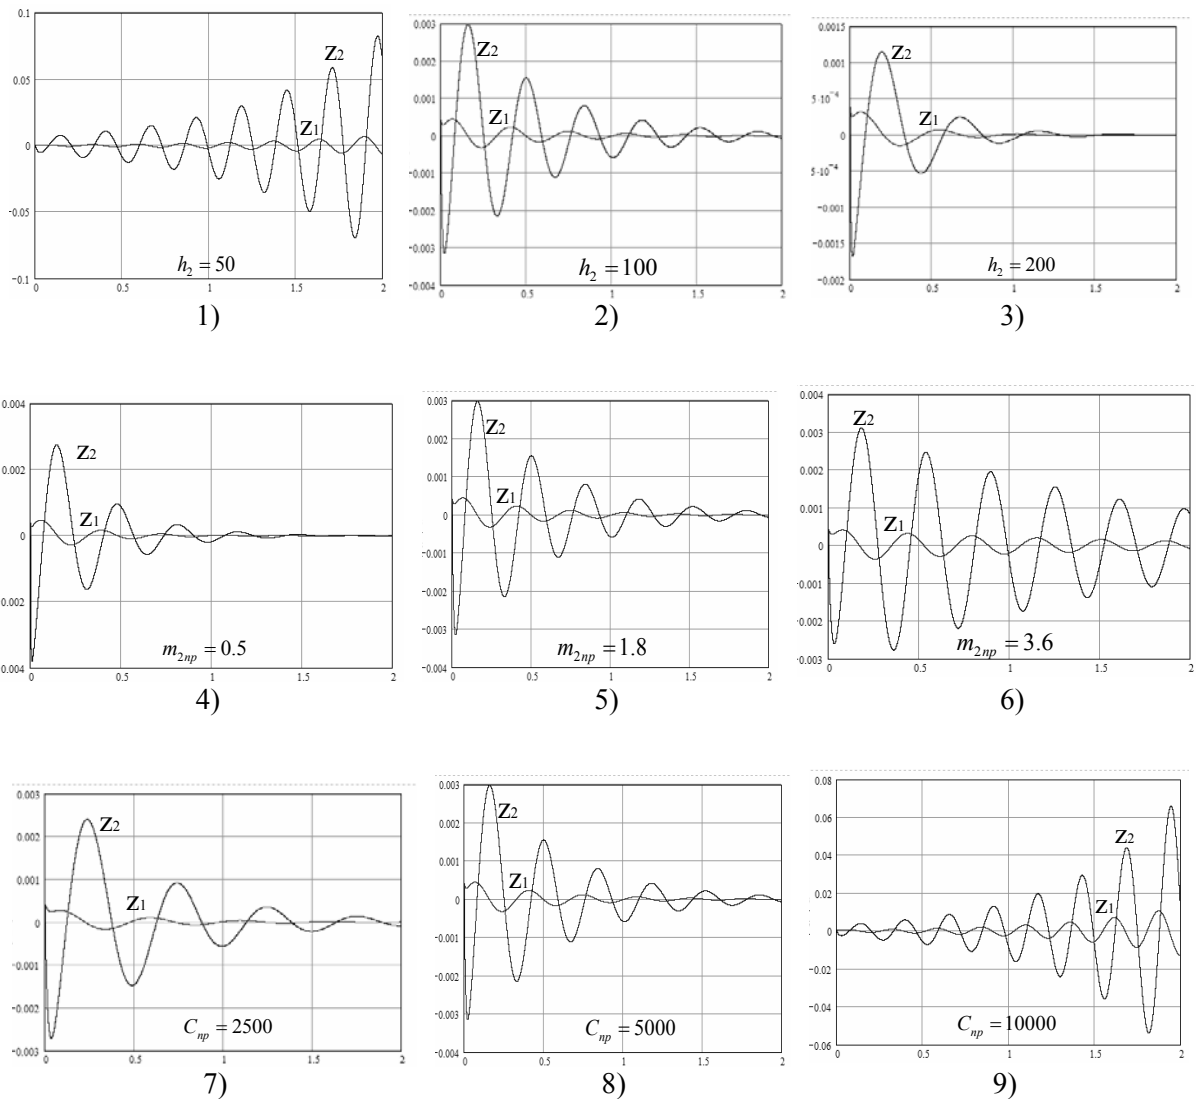 0.1
0.05
0
−0.05
−0.1
Z2
Z1
h2 = 50
0 0.5 1 1.5 2
1)
0.003
0.002
0.001
0
−0.001
−0.002
−0.003
−0.004
Z2
Z1
h2 = 100
0 0.5 1 1.5 2
2)
0.0015
0.001
5·10−4
0
5·10−4
−0.001
−0.0015
−0.002
Z2
Z1
h2 = 200
0 0.5 1 1.5 2
3)
0.004
0.002
0
0.002
0.004
Z2
Z1
m2np = 0.5
0 0.5 1 1.5 2
4)
0.003
0.002
0.001
0
−0.001
−0.002
−0.003
−0.004
Z2
Z1
m2np = 1.8
0 0.5 1 1.5 2
5)
0.004
0.003
0.002
0.001
0
−0.001
−0.002
·0.003
Z2
Z1
m2np = 3.6
0 0.5 1 1.5 2
6)
0.003
0.002
0.001
0
−0.001
0.002
−0.003
Z2
Z1
Cnp = 2500
0 0.5 1 1.5 2
7)
0.003
0.002
0.001
0
−0.001
−0.002
−0.003
−0.004
Z2
Z1
Cnp = 5000
0 0.5 1 1.5 2
8)
0.08
0.06
0.04
0.02
0
−0.02
−0.04
−0.06
Z2
Z1
Cnp = 10000
0 0.5 1 1.5 2
9)